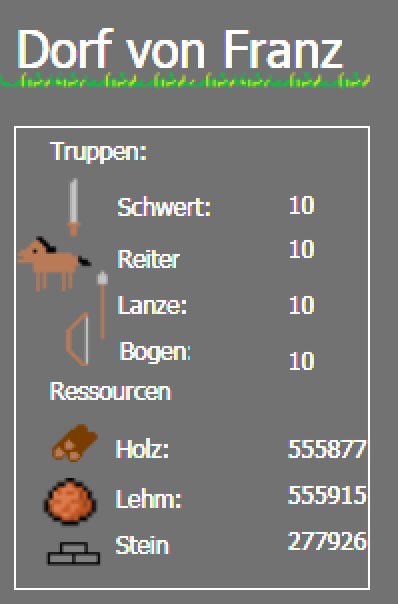 Dorf von Franz
Truppen:
Schwert: 10
Reiter 10
Lanze: 10
Bogen: 10
Ressourcen
Holz: 555877
Lehm: 555915
Stein 277926